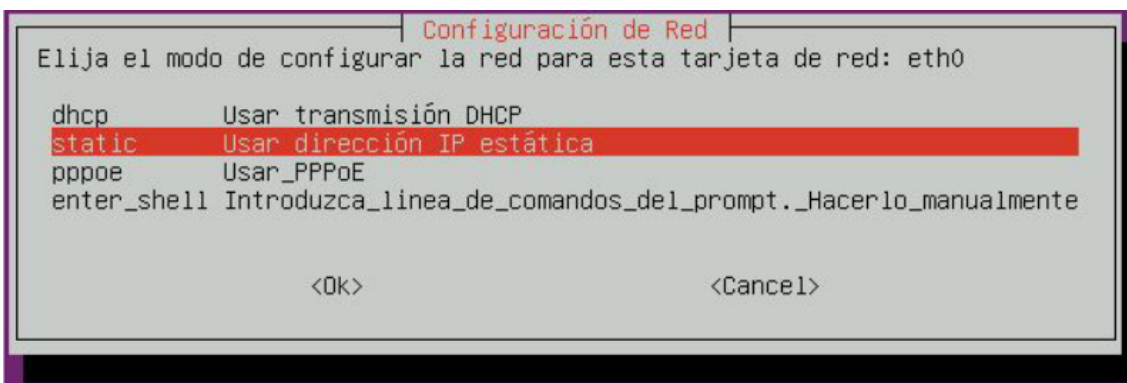 Configuración de Red
Elija el modo de configurar la red para esta tarjeta de red: eth0
dhcp Usar transmisión DHCP
static Usar dirección IP estática
pppoe Usar_PPPoE
enter_shell Introduzca_linea_de_comandos_del_prompt._Hacerlo_manualmente
<Ok> <Cancel>